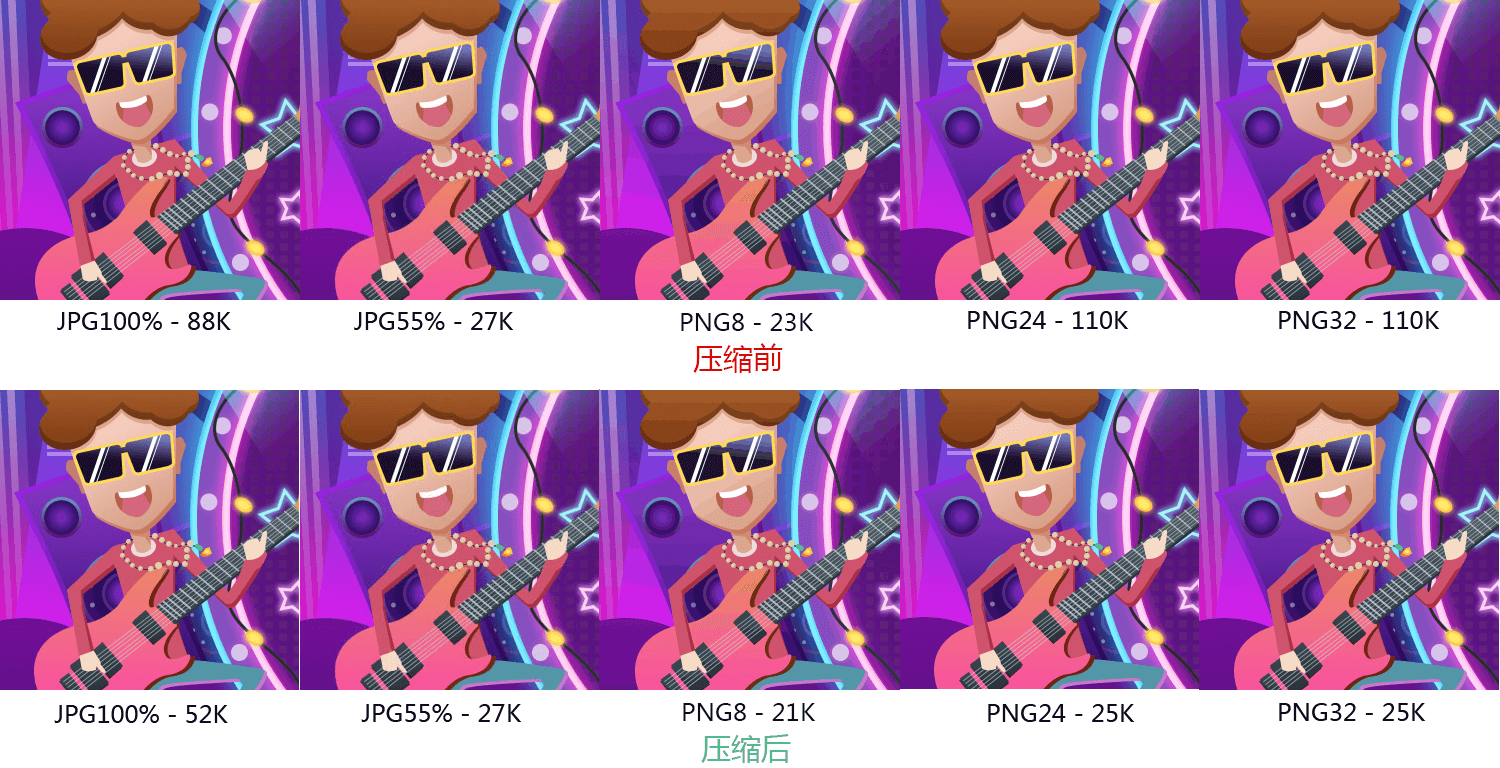 JPG100% - 88K
JPG55% - 27K
PNG8 - 23K
PNG24 - 110K
PNG32 - 110K
压缩前
JPG100% - 52K
JPG55% - 27K
PNG8 - 21K
PNG24 - 25K
PNG32 - 25K
压缩后